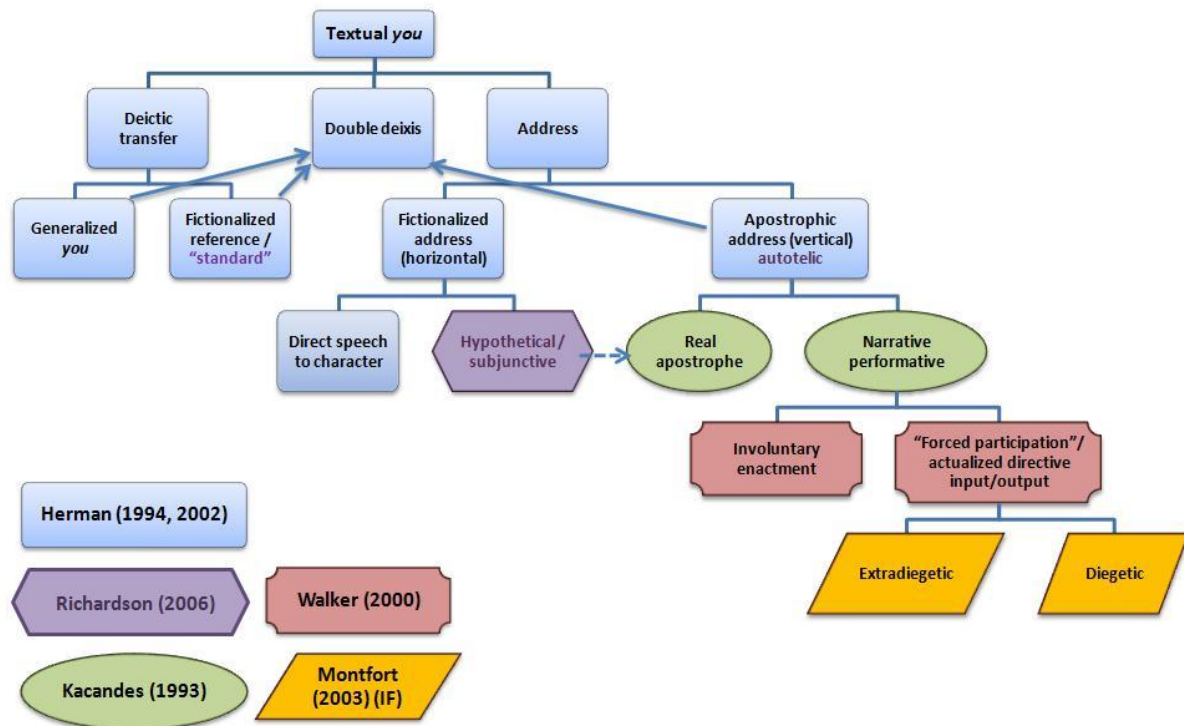 Textual you
Deictic
transfer
Double deixis
Address
Generalized
you
Fictionalized
reference /
“standard”
Fictionalized
address
(horizontal)
Apostrophic
address (vertical)
autotelic
Direct speech
to character
Hypothetical/
subjunctive
Real
apostrophe
Narrative
performative
Involuntary
enactment
“Forced participation”/
actualized directive
input/output
Extradiegetic
Diegetic
Herman (1994, 2002)
Richardson (2006)
Walker (2000)
Kacandes (1993)
Montfort
(2003) (IF)